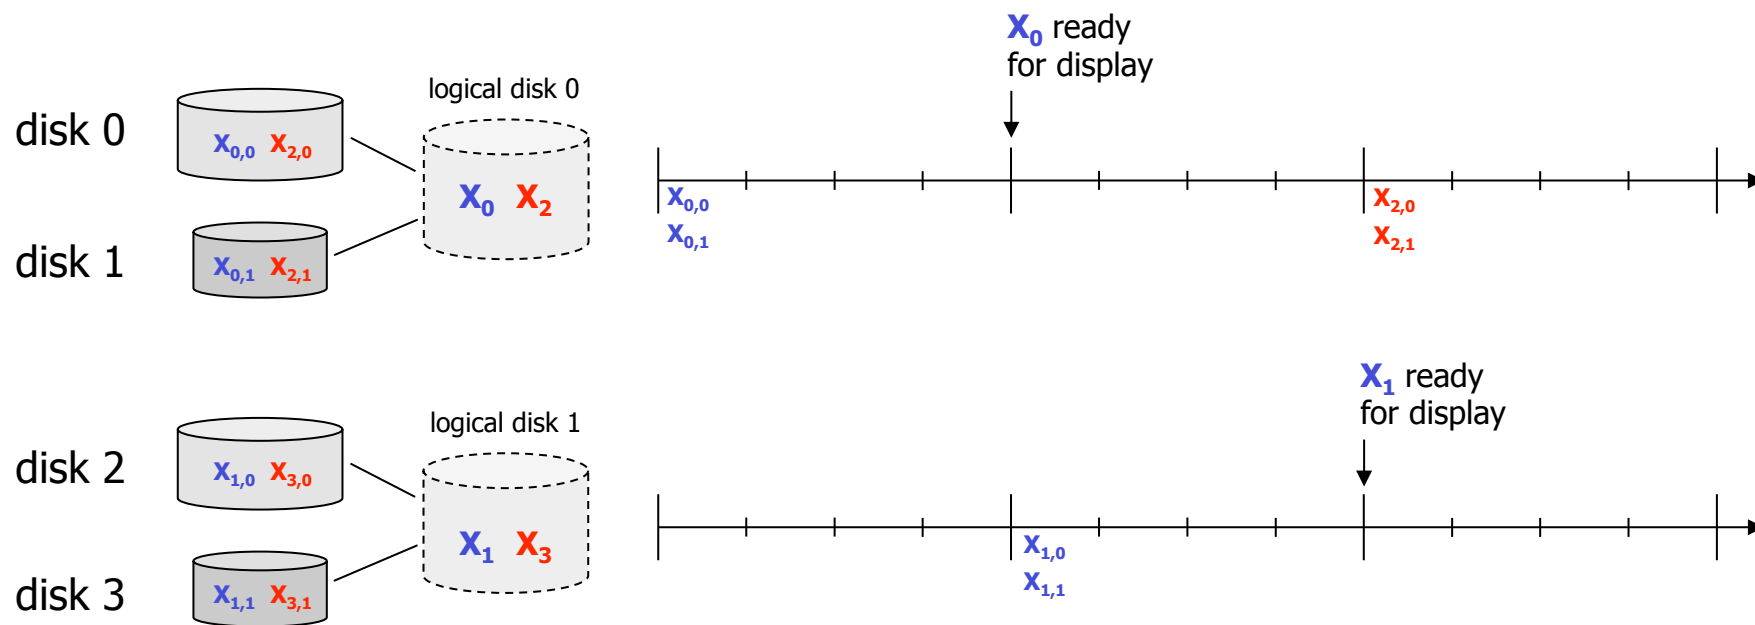 X0 ready
for display
logical disk 0
disk 0
X0,0 X2,0
X0 X2
X0,0
X0,1
X2,0
X2,1
disk 1
X0,1 X2,1
X1 ready
for display
logical disk 1
disk 2
X1,0 X3,0
X1 X3
X1,0
X1,1
disk 3
X1,1 X3,1